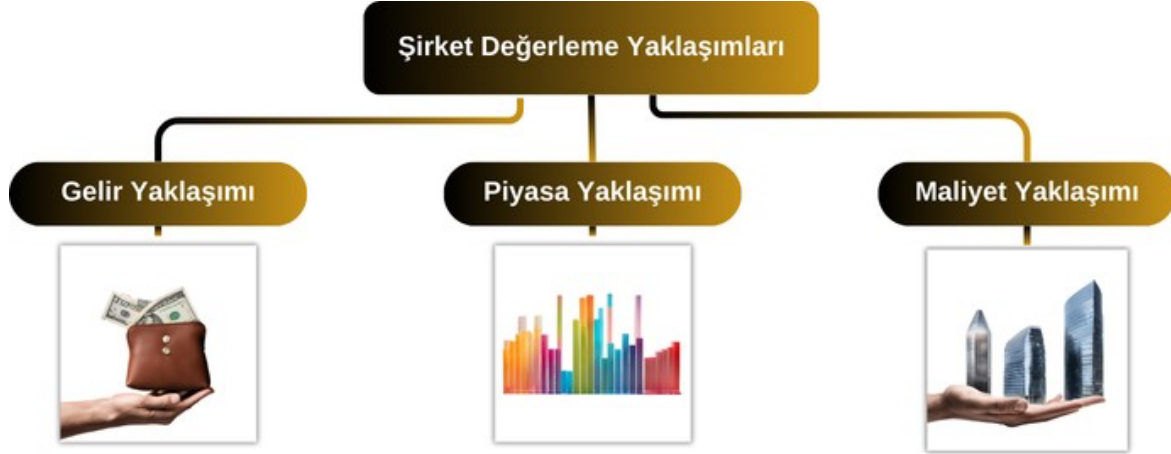 Şirket Değerleme Yaklaşımları
Gelir Yaklaşımı
Piyasa Yaklaşımı
Maliyet Yaklaşımı